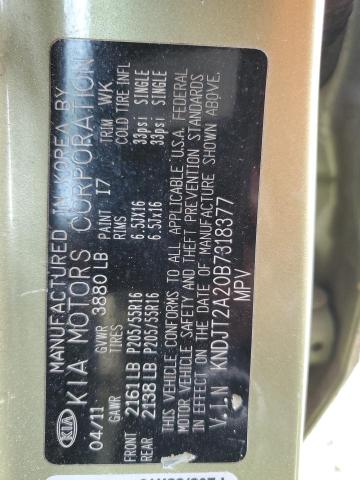 MANUFACTURED IN KOREA BY
KIA KIA MOTORS CORPORATION
04/11 GVWR 3880 LB PAINT I7 TRIM WK
GAWR TIRES RIMS COLD TIRE INFL
FRONT 2161 LB P205/55R16 6.5JX16 33psi SINGLE
REAR 2138 LB P205/55R16 6.5JX16 33psi SINGLE
THIS VEHICLE CONFORMS TO ALL APPLICABLE U.S.A. FEDERAL
MOTOR VEHICLE SAFETY AND THEFT PREVENTION STANDARDS
IN EFFECT ON THE DATE OF MANUFACTURE SHOWN ABOVE.
V.I.N KNDJT2A20B7318377
MPV